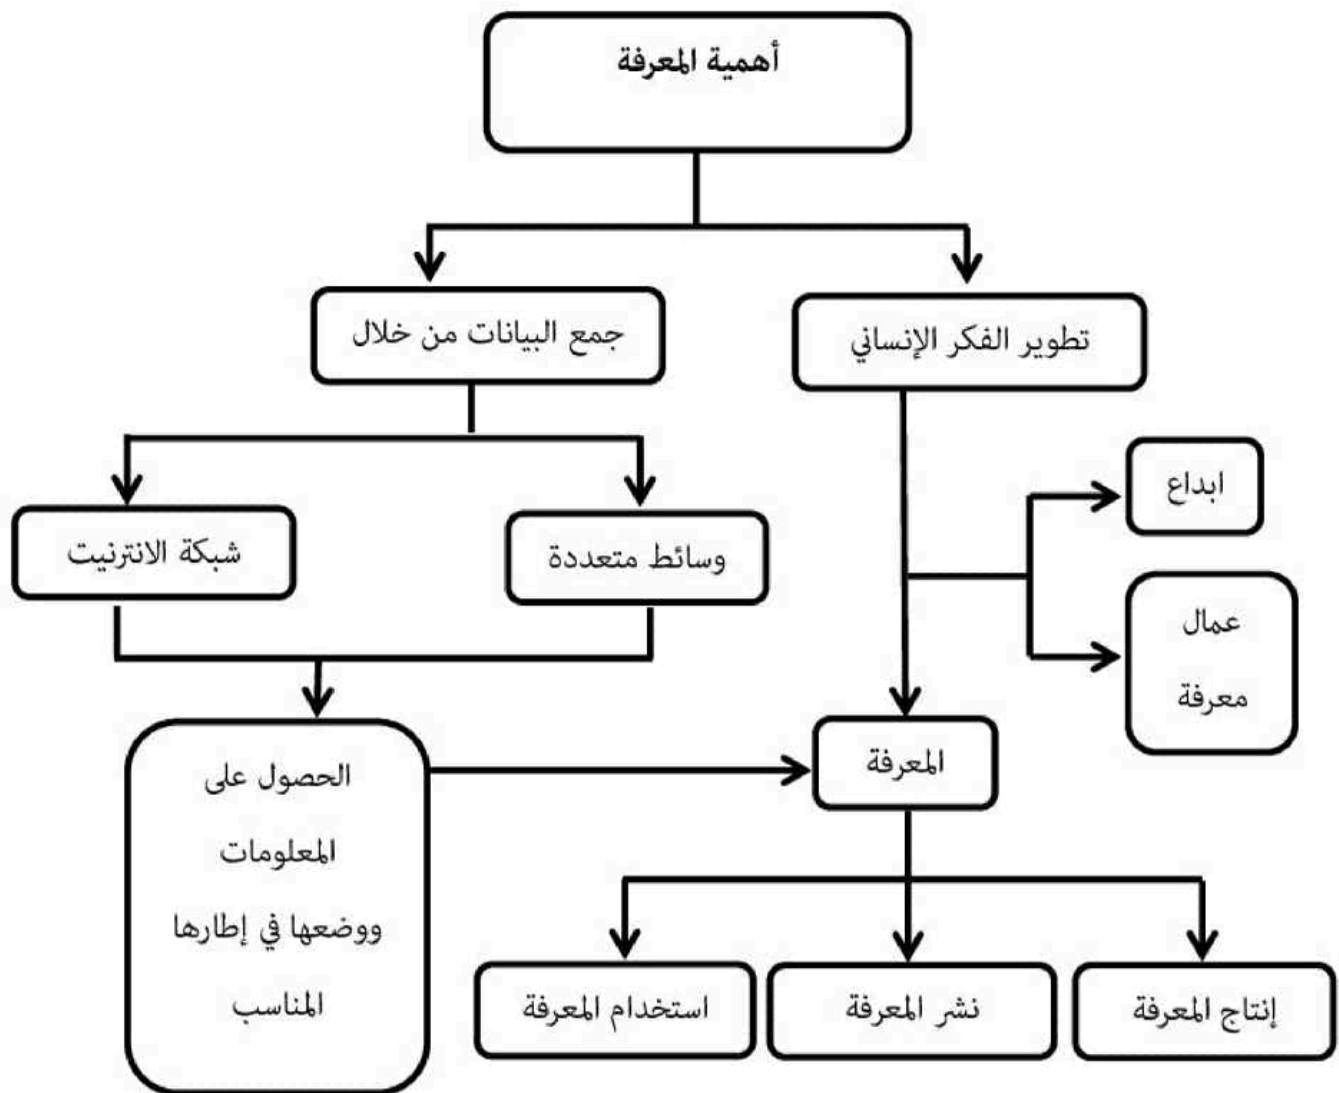 أهمية المعرفة
تطوير الفكر الإنساني
جمع البيانات من خلال
ابداع
وسائط متعددة
شبكة الانترنيت
عمال
معرفة
المعرفة
الحصول على
المعلومات
ووضعها في إطارها
المناسب
إنتاج المعرفة
نشر المعرفة
استخدام المعرفة